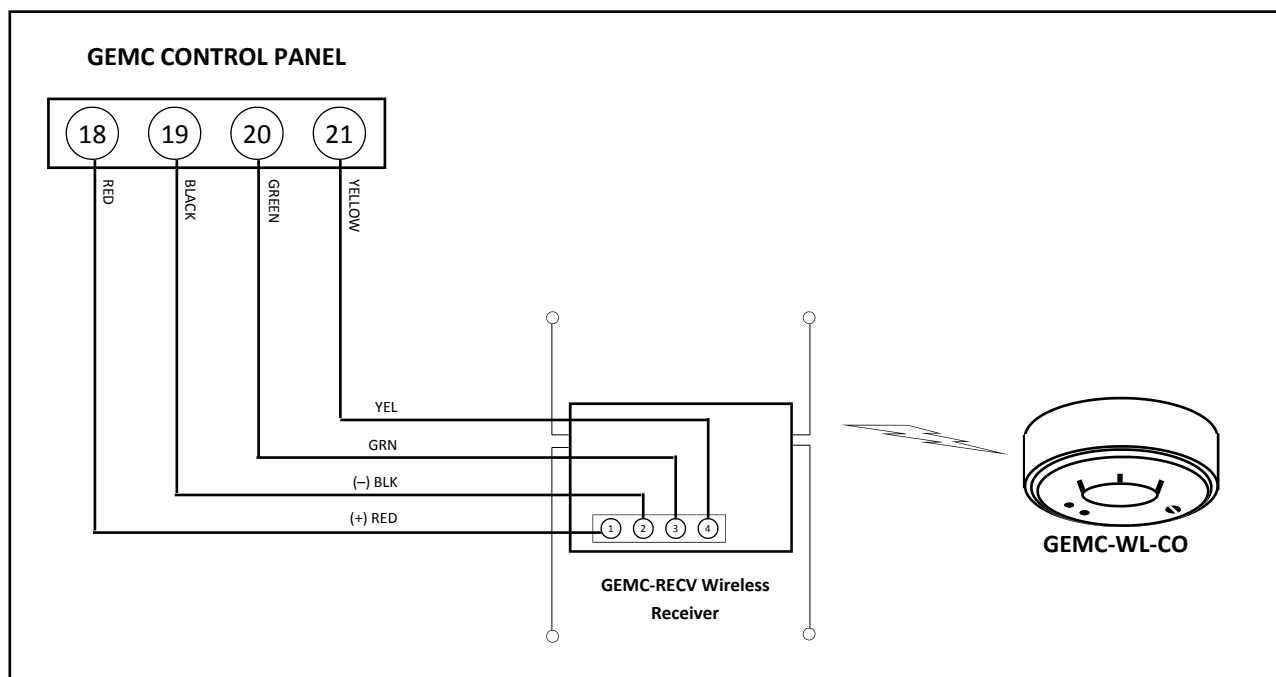 GEMC CONTROL PANEL
18 19 20 21
RED
BLACK
GREEN
YELLOW
YEL
GRN
(–) BLK
(+) RED
1 2 3 4
GEMC-RECV Wireless
Receiver
GEMC-WL-CO